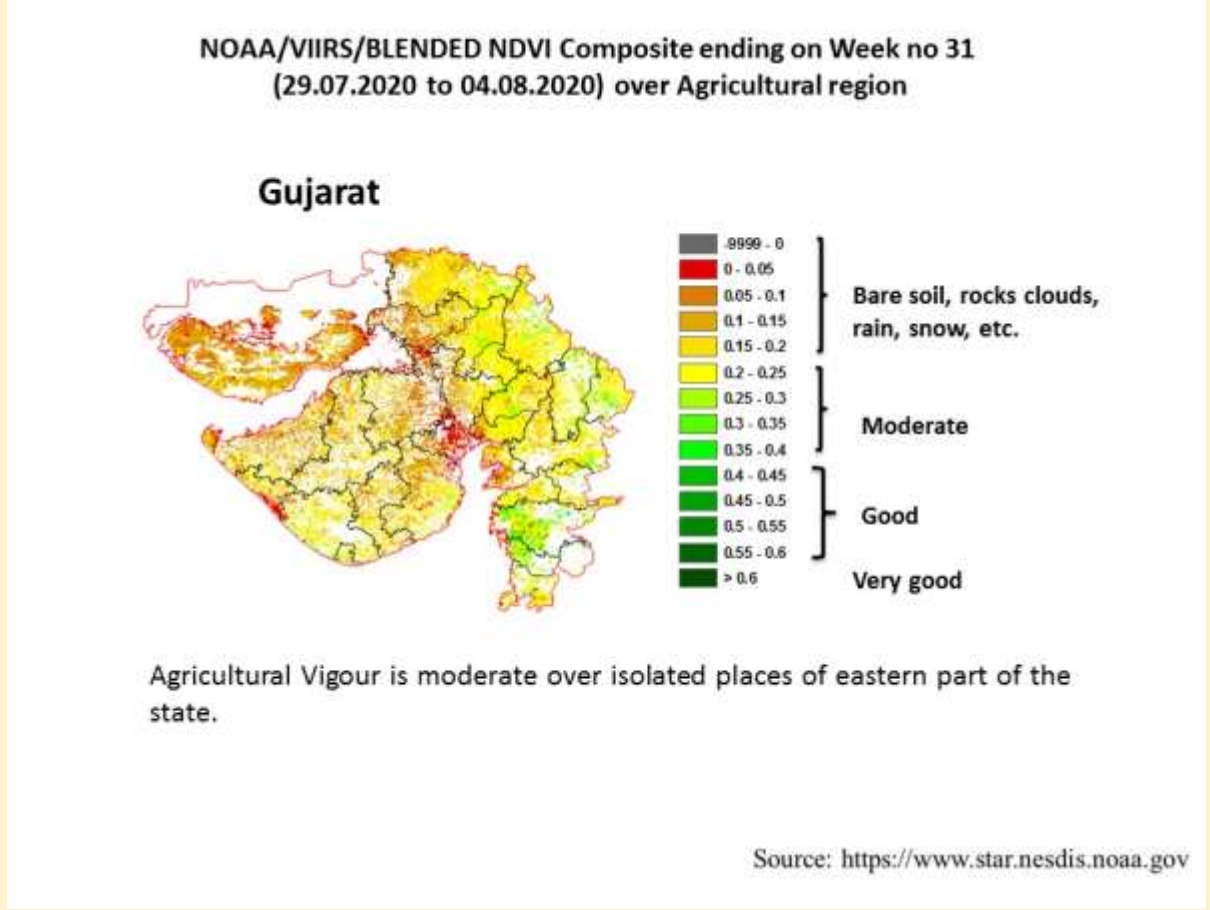 NOAA/VIIRS/BLENDED NDVI Composite ending on Week no 31
(29.07.2020 to 04.08.2020) over Agricultural region
Gujarat
-9999 - 0
0 - 0.05
0.05 - 0.1
0.1 - 0.15
0.15 - 0.2
0.2 - 0.25
0.25 - 0.3
0.3 - 0.35
0.35 - 0.4
0.4 - 0.45
0.45 - 0.5
0.5 - 0.55
0.55 - 0.6
> 0.6
Bare soil, rocks clouds,
rain, snow, etc.
Moderate
Good
Very good
Agricultural Vigour is moderate over isolated places of eastern part of the
state.
Source: https://www.star.nesdis.noaa.gov